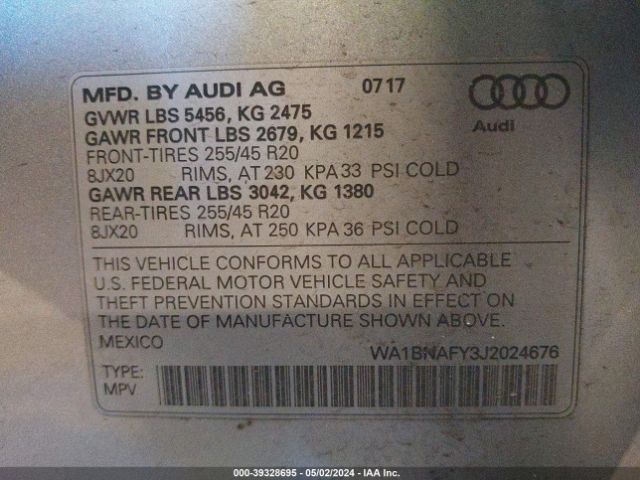 MFD. BY AUDI AG 07 17
GVWR LBS 5456, KG 2475
GAWR FRONT LBS 2679, KG 1215
FRONT-TIRES 255/45 R20
8JX20 RIMS, AT 230 KPA 33 PSI COLD
GAWR REAR LBS 3042, KG 1380
REAR-TIRES 255/45 R20
8JX20 RIMS, AT 250 KPA 36 PSI COLD
Audi
THIS VEHICLE CONFORMS TO ALL APPLICABLE
U.S. FEDERAL MOTOR VEHICLE SAFETY AND
THEFT PREVENTION STANDARDS IN EFFECT ON
THE DATE OF MANUFACTURE SHOWN ABOVE.
MEXICO
WA1BNAFY3J2024676
TYPE:
MPV
000-39328695 - 05/02/2024 - IAA Inc.